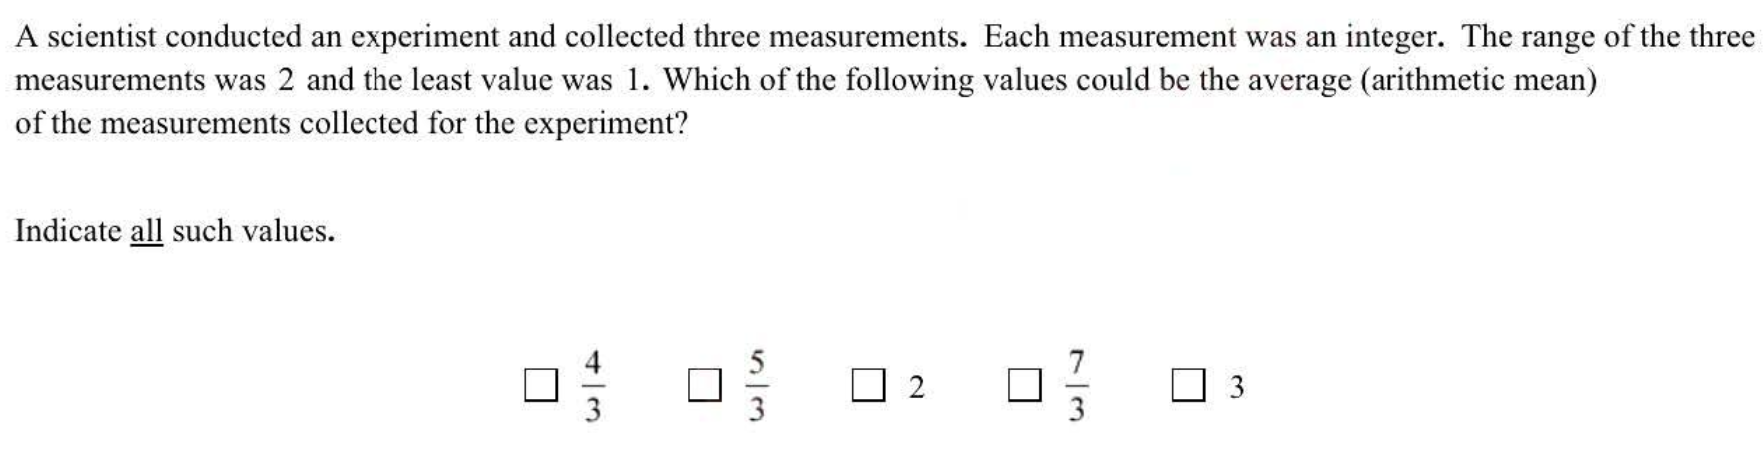 A scientist conducted an experiment and collected three measurements. Each measurement was an integer. The range of the three
measurements was 2 and the least value was 1. Which of the following values could be the average (arithmetic mean)
of the measurements collected for the experiment?
Indicate all such values.
□ 4/3 □ 5/3 □ 2 □ 7/3 □ 3